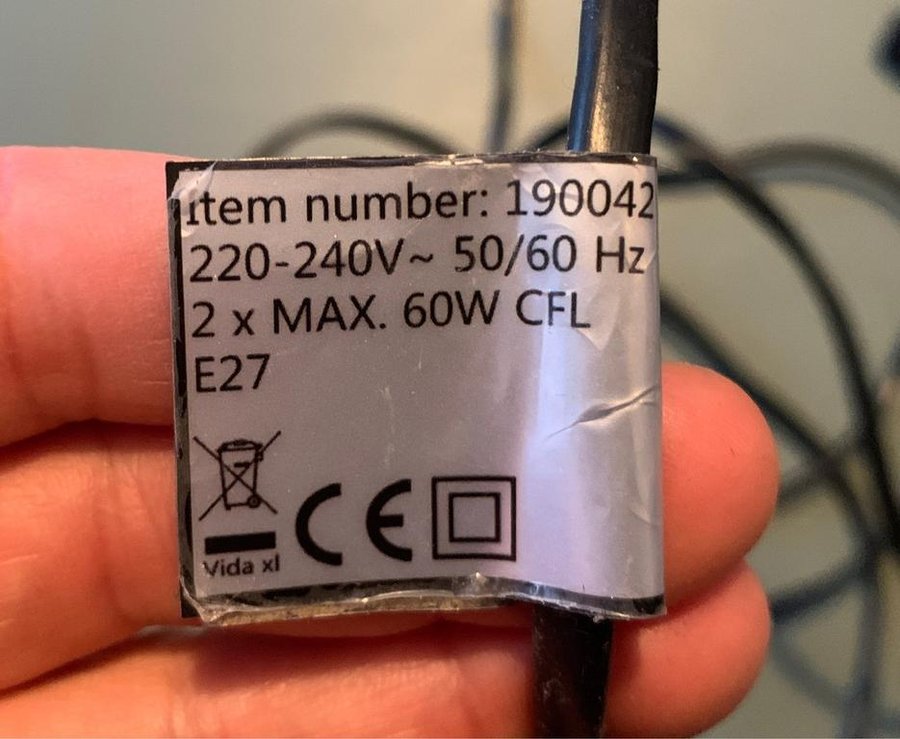 Item number: 190042
220-240V~ 50/60 Hz
2 x MAX. 60W CFL
E27
CE
Vida xl